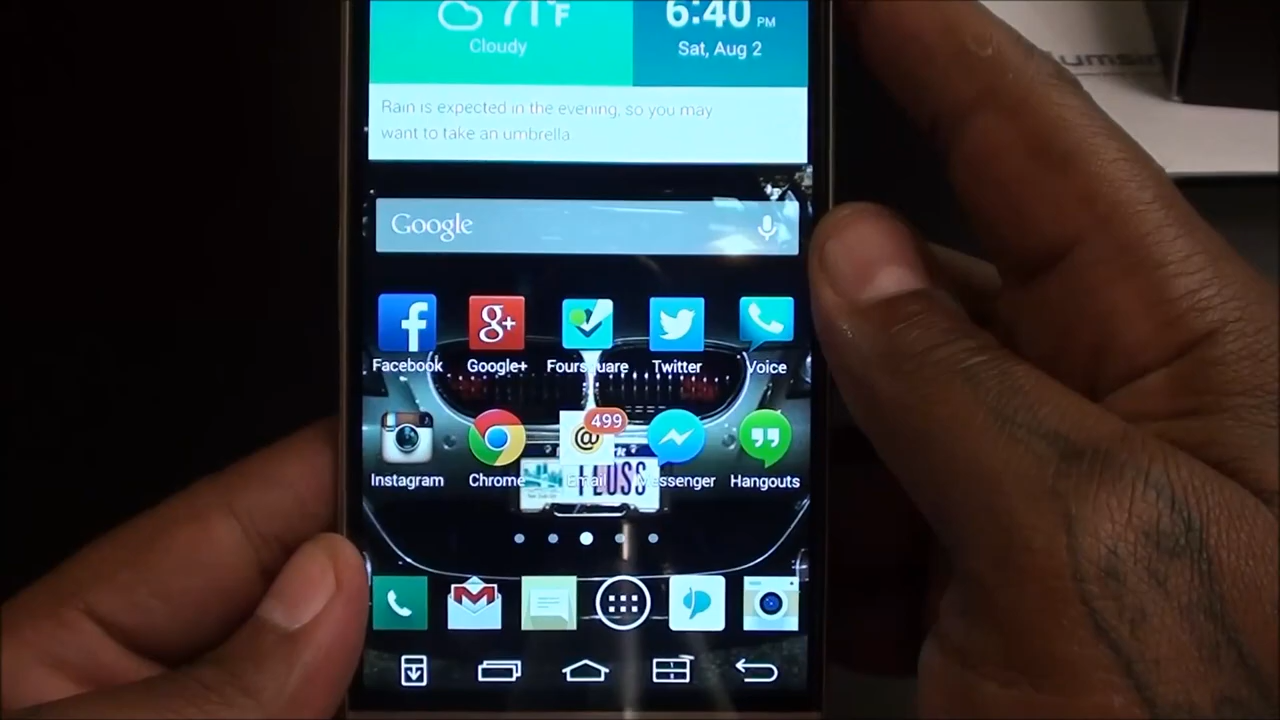 71°F
6:40 PM
Cloudy
Sat, Aug 2
Rain is expected in the evening, so you may
want to take an umbrella.
Google
Facebook
Google+
Foursquare
Twitter
Voice
499
Instagram
Chrome
Email
Messenger
Hangouts
FLOSS